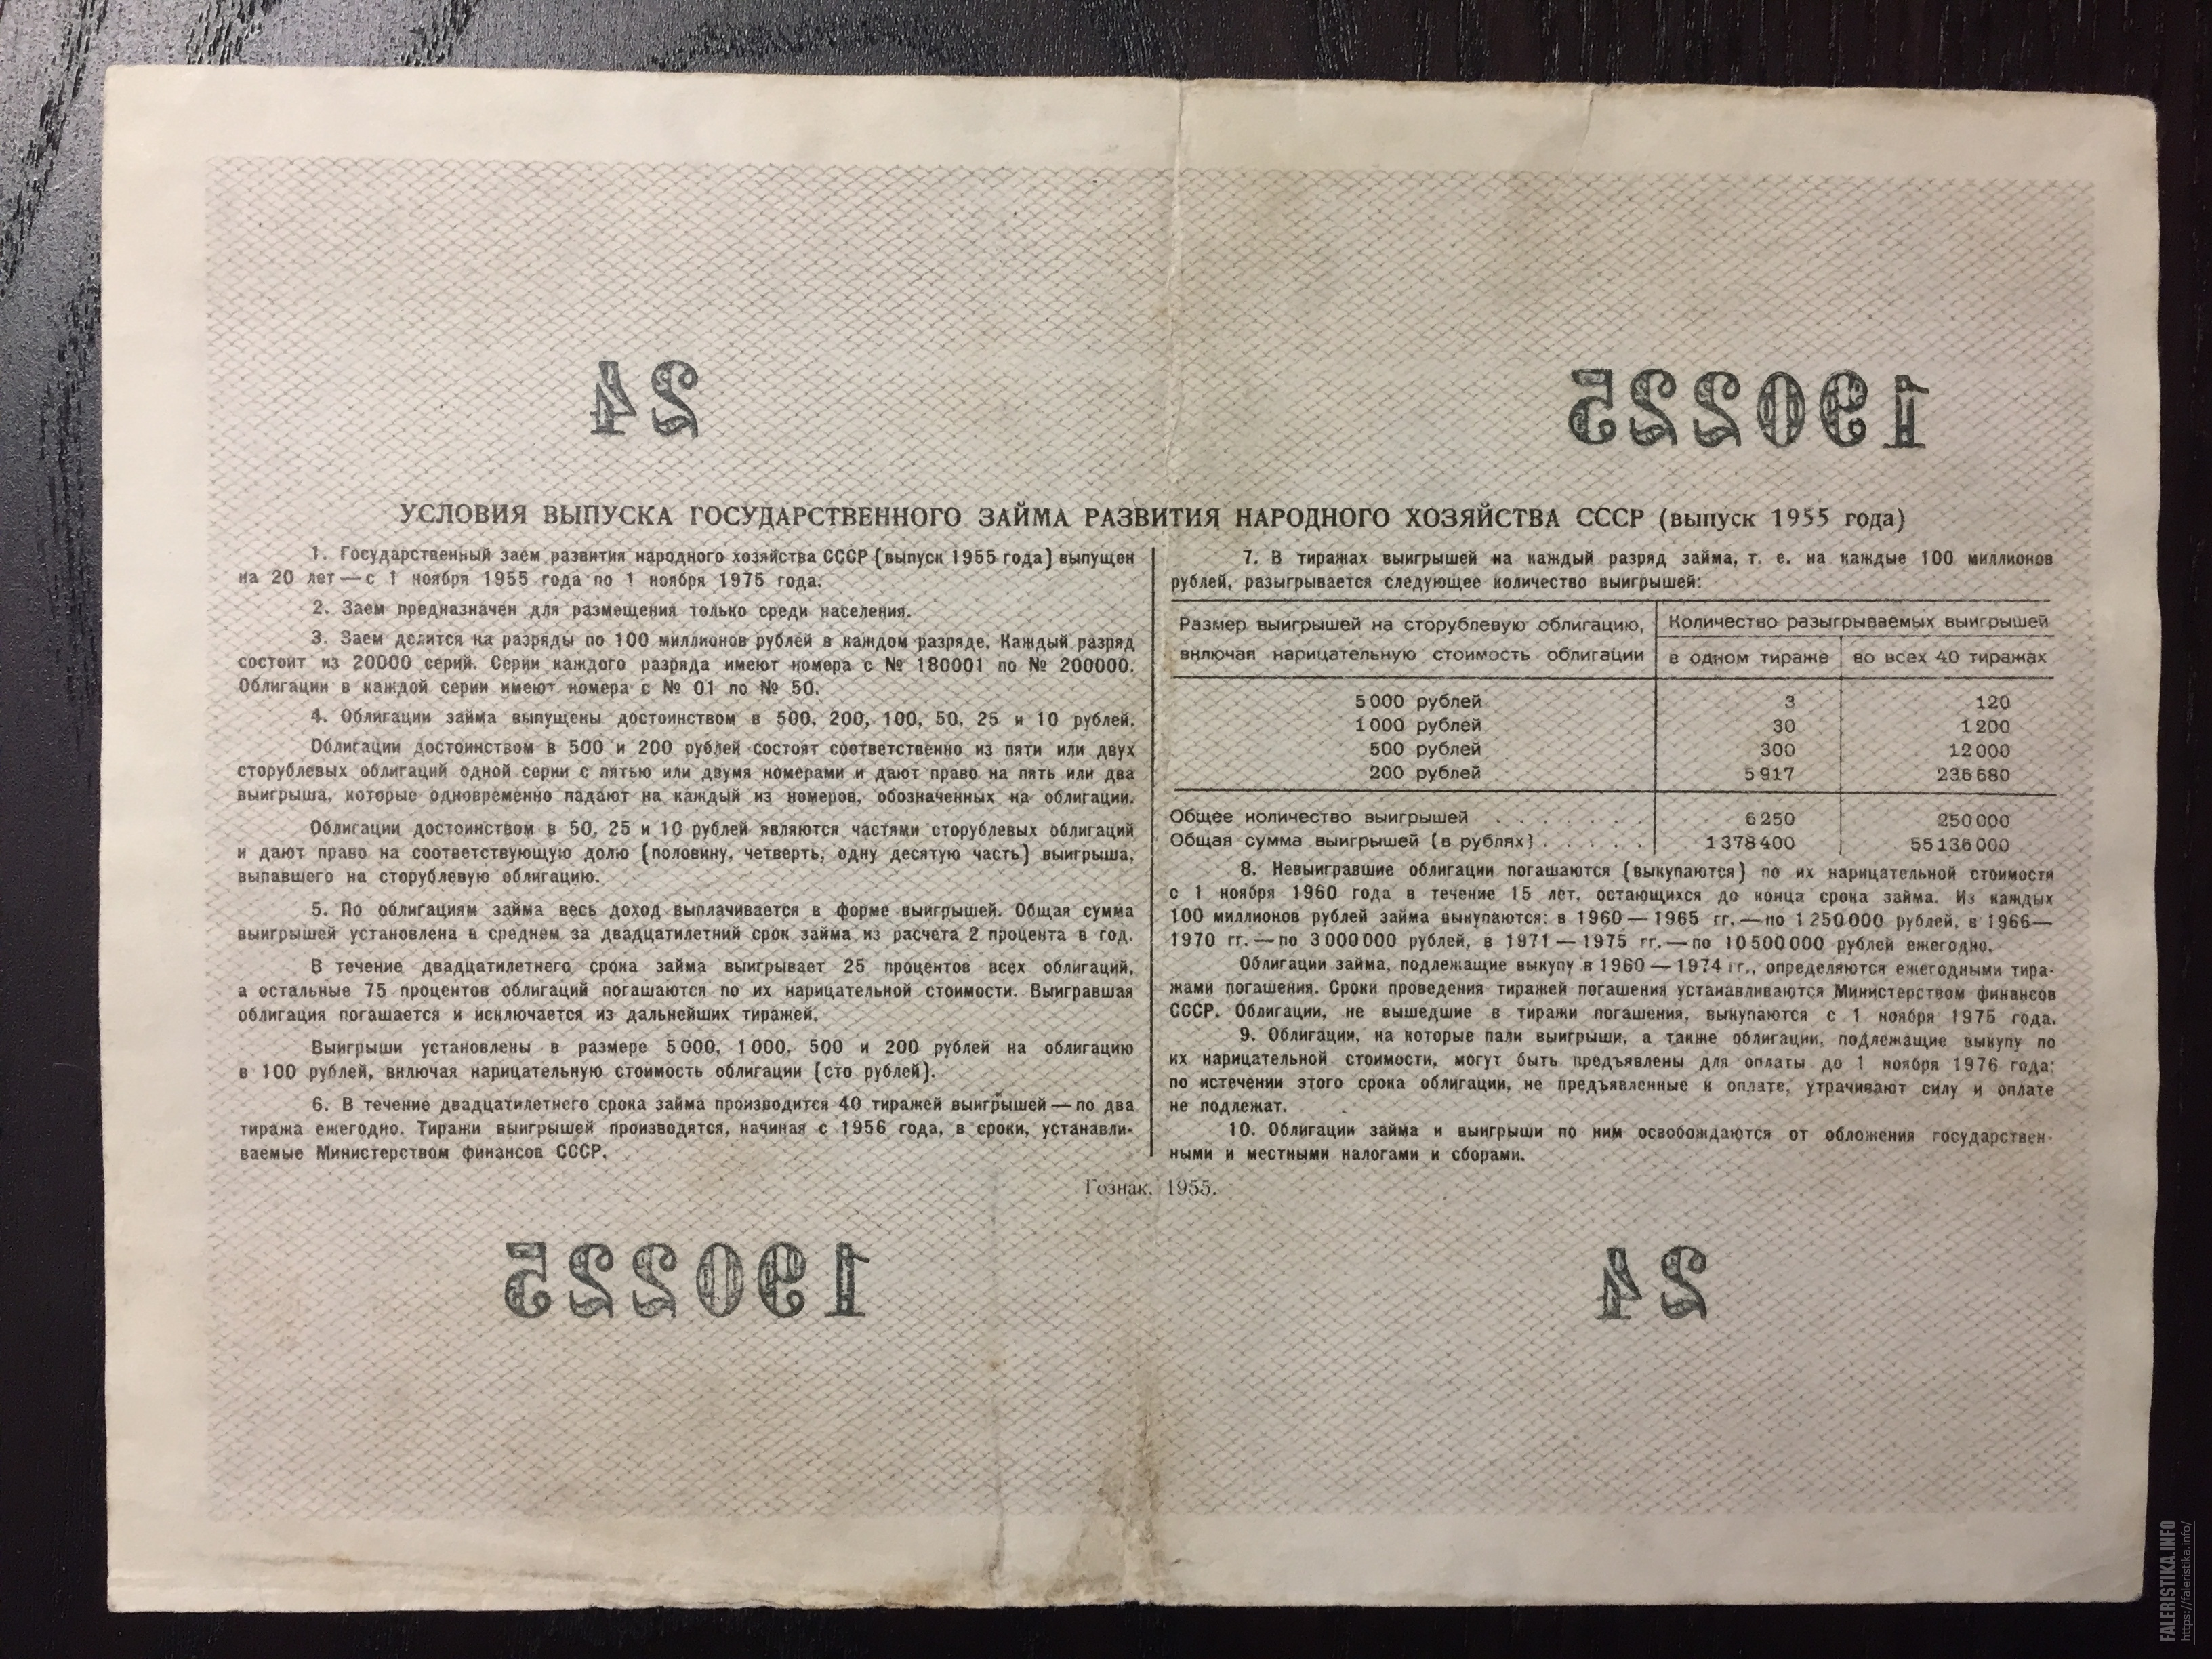 24 190225
УСЛОВИЯ ВЫПУСКА ГОСУДАРСТВЕННОГО ЗАЙМА РАЗВИТИЯ НАРОДНОГО ХОЗЯЙСТВА СССР (выпуск 1955 года)
1. Государственный заем развития народного хозяйства СССР (выпуск 1955 года) выпущен
на 20 лет — с 1 ноября 1955 года по 1 ноября 1975 года.
2. Заем предназначен для размещения только среди населения.
3. Заем делится на разряды по 100 миллионов рублей в каждом разряде. Каждый разряд
состоит из 20000 серий. Серии каждого разряда имеют номера с № 180001 по № 200000.
Облигации в каждой серии имеют номера с № 01 по № 50.
4. Облигации займа выпущены достоинством в 500, 200, 100, 50, 25 и 10 рублей.
Облигации достоинством в 500 и 200 рублей состоят соответственно из пяти или двух
сторублевых облигаций одной серии с пятью или двумя номерами и дают право на пять или два
выигрыша, которые одновременно падают на каждый из номеров, обозначенных на облигации.
Облигации достоинством в 50, 25 и 10 рублей являются частями сторублевых облигаций
и дают право на соответствующую долю (половину, четверть, одну десятую часть) выигрыша,
выпавшего на сторублевую облигацию.
5. По облигациям займа весь доход выплачивается в форме выигрышей. Общая сумма
выигрышей установлена в среднем за двадцатилетний срок займа из расчета 2 процента в год.
В течение двадцатилетнего срока займа выигрывает 25 процентов всех облигаций,
а остальные 75 процентов облигаций погашаются по их нарицательной стоимости. Выигравшая
облигация погашается и исключается из дальнейших тиражей.
Выигрыши установлены в размере 5000, 1000, 500 и 200 рублей на облигацию
в 100 рублей, включая нарицательную стоимость облигации (сто рублей).
6. В течение двадцатилетнего срока займа производится 40 тиражей выигрышей — по два
тиража ежегодно. Тиражи выигрышей производятся, начиная с 1956 года, в сроки, устанавли-
ваемые Министерством финансов СССР.
7. В тиражах выигрышей на каждый разряд займа, т. е. на каждые 100 миллионов
рублей, разыгрывается следующее количество выигрышей:
Размер выигрышей на сторублевую облигацию, Количество разыгрываемых выигрышей
включая нарицательную стоимость облигации в одном тираже во всех 40 тиражах
5000 рублей 3 120
1000 рублей 30 1200
500 рублей 300 12000
200 рублей 5917 236680
Общее количество выигрышей . . . . . . . 6250 250000
Общая сумма выигрышей (в рублях) . . . . . 1378400 55136000
8. Невыигравшие облигации погашаются (выкупаются) по их нарицательной стоимости
с 1 ноября 1960 года в течение 15 лет, остающихся до конца срока займа. Из каждых
100 миллионов рублей займа выкупаются: в 1960 — 1965 гг. — по 1250000 рублей, в 1966 —
1970 гг. — по 3000000 рублей, в 1971 — 1975 гг. — по 10500000 рублей ежегодно.
Облигации займа, подлежащие выкупу в 1960 — 1974 гг., определяются ежегодными тира-
жами погашения. Сроки проведения тиражей погашения устанавливаются Министерством финансов
СССР. Облигации, не вышедшие в тиражи погашения, выкупаются с 1 ноября 1975 года.
9. Облигации, на которые пали выигрыши, а также облигации, подлежащие выкупу по
их нарицательной стоимости, могут быть предъявлены для оплаты до 1 ноября 1976 года;
по истечении этого срока облигации, не предъявленные к оплате, утрачивают силу и оплате
не подлежат.
10. Облигации займа и выигрыши по ним освобождаются от обложения государствен-
ными и местными налогами и сборами.
Гознак. 1955.
190225 24
FALERISTIKA.INFO
https://faleristika.info/